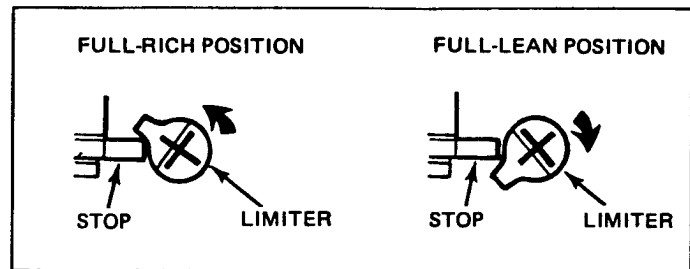 FULL-RICH POSITION
FULL-LEAN POSITION
STOP
LIMITER
STOP
LIMITER